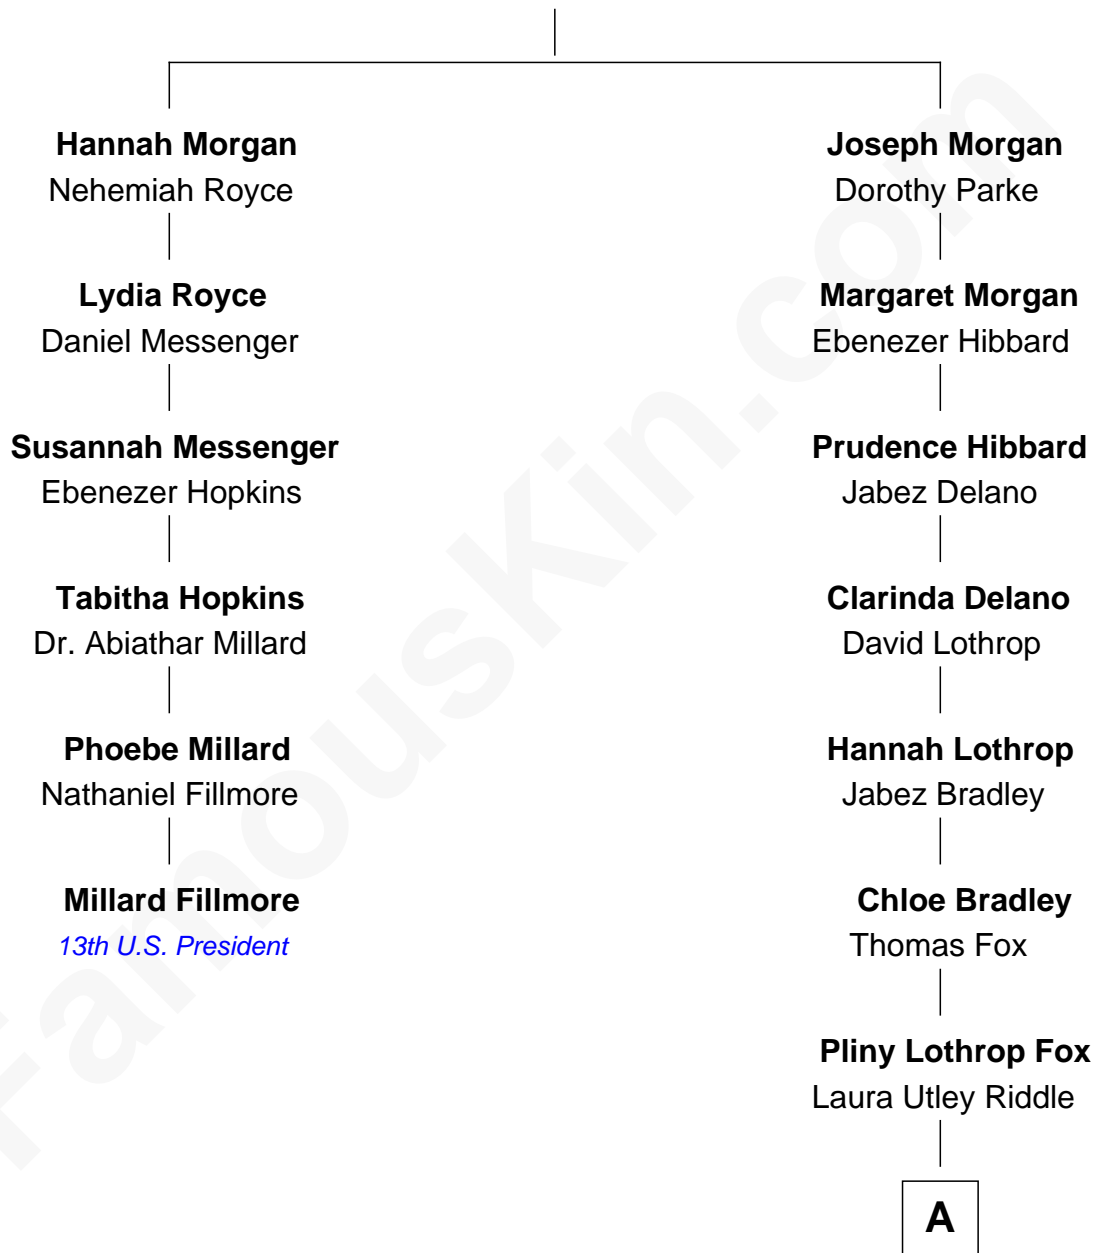 Hannah Morgan
Nehemiah Royce
Lydia Royce
Daniel Messenger
Susannah Messenger
Ebenezer Hopkins
Tabitha Hopkins
Dr. Abiathar Millard
Phoebe Millard
Nathaniel Fillmore
Millard Fillmore
13th U.S. President
Joseph Morgan
Dorothy Parke
Margaret Morgan
Ebenezer Hibbard
Prudence Hibbard
Jabez Delano
Clarinda Delano
David Lothrop
Hannah Lothrop
Jabez Bradley
Chloe Bradley
Thomas Fox
Pliny Lothrop Fox
Laura Utley Riddle
A
FamousKin.com